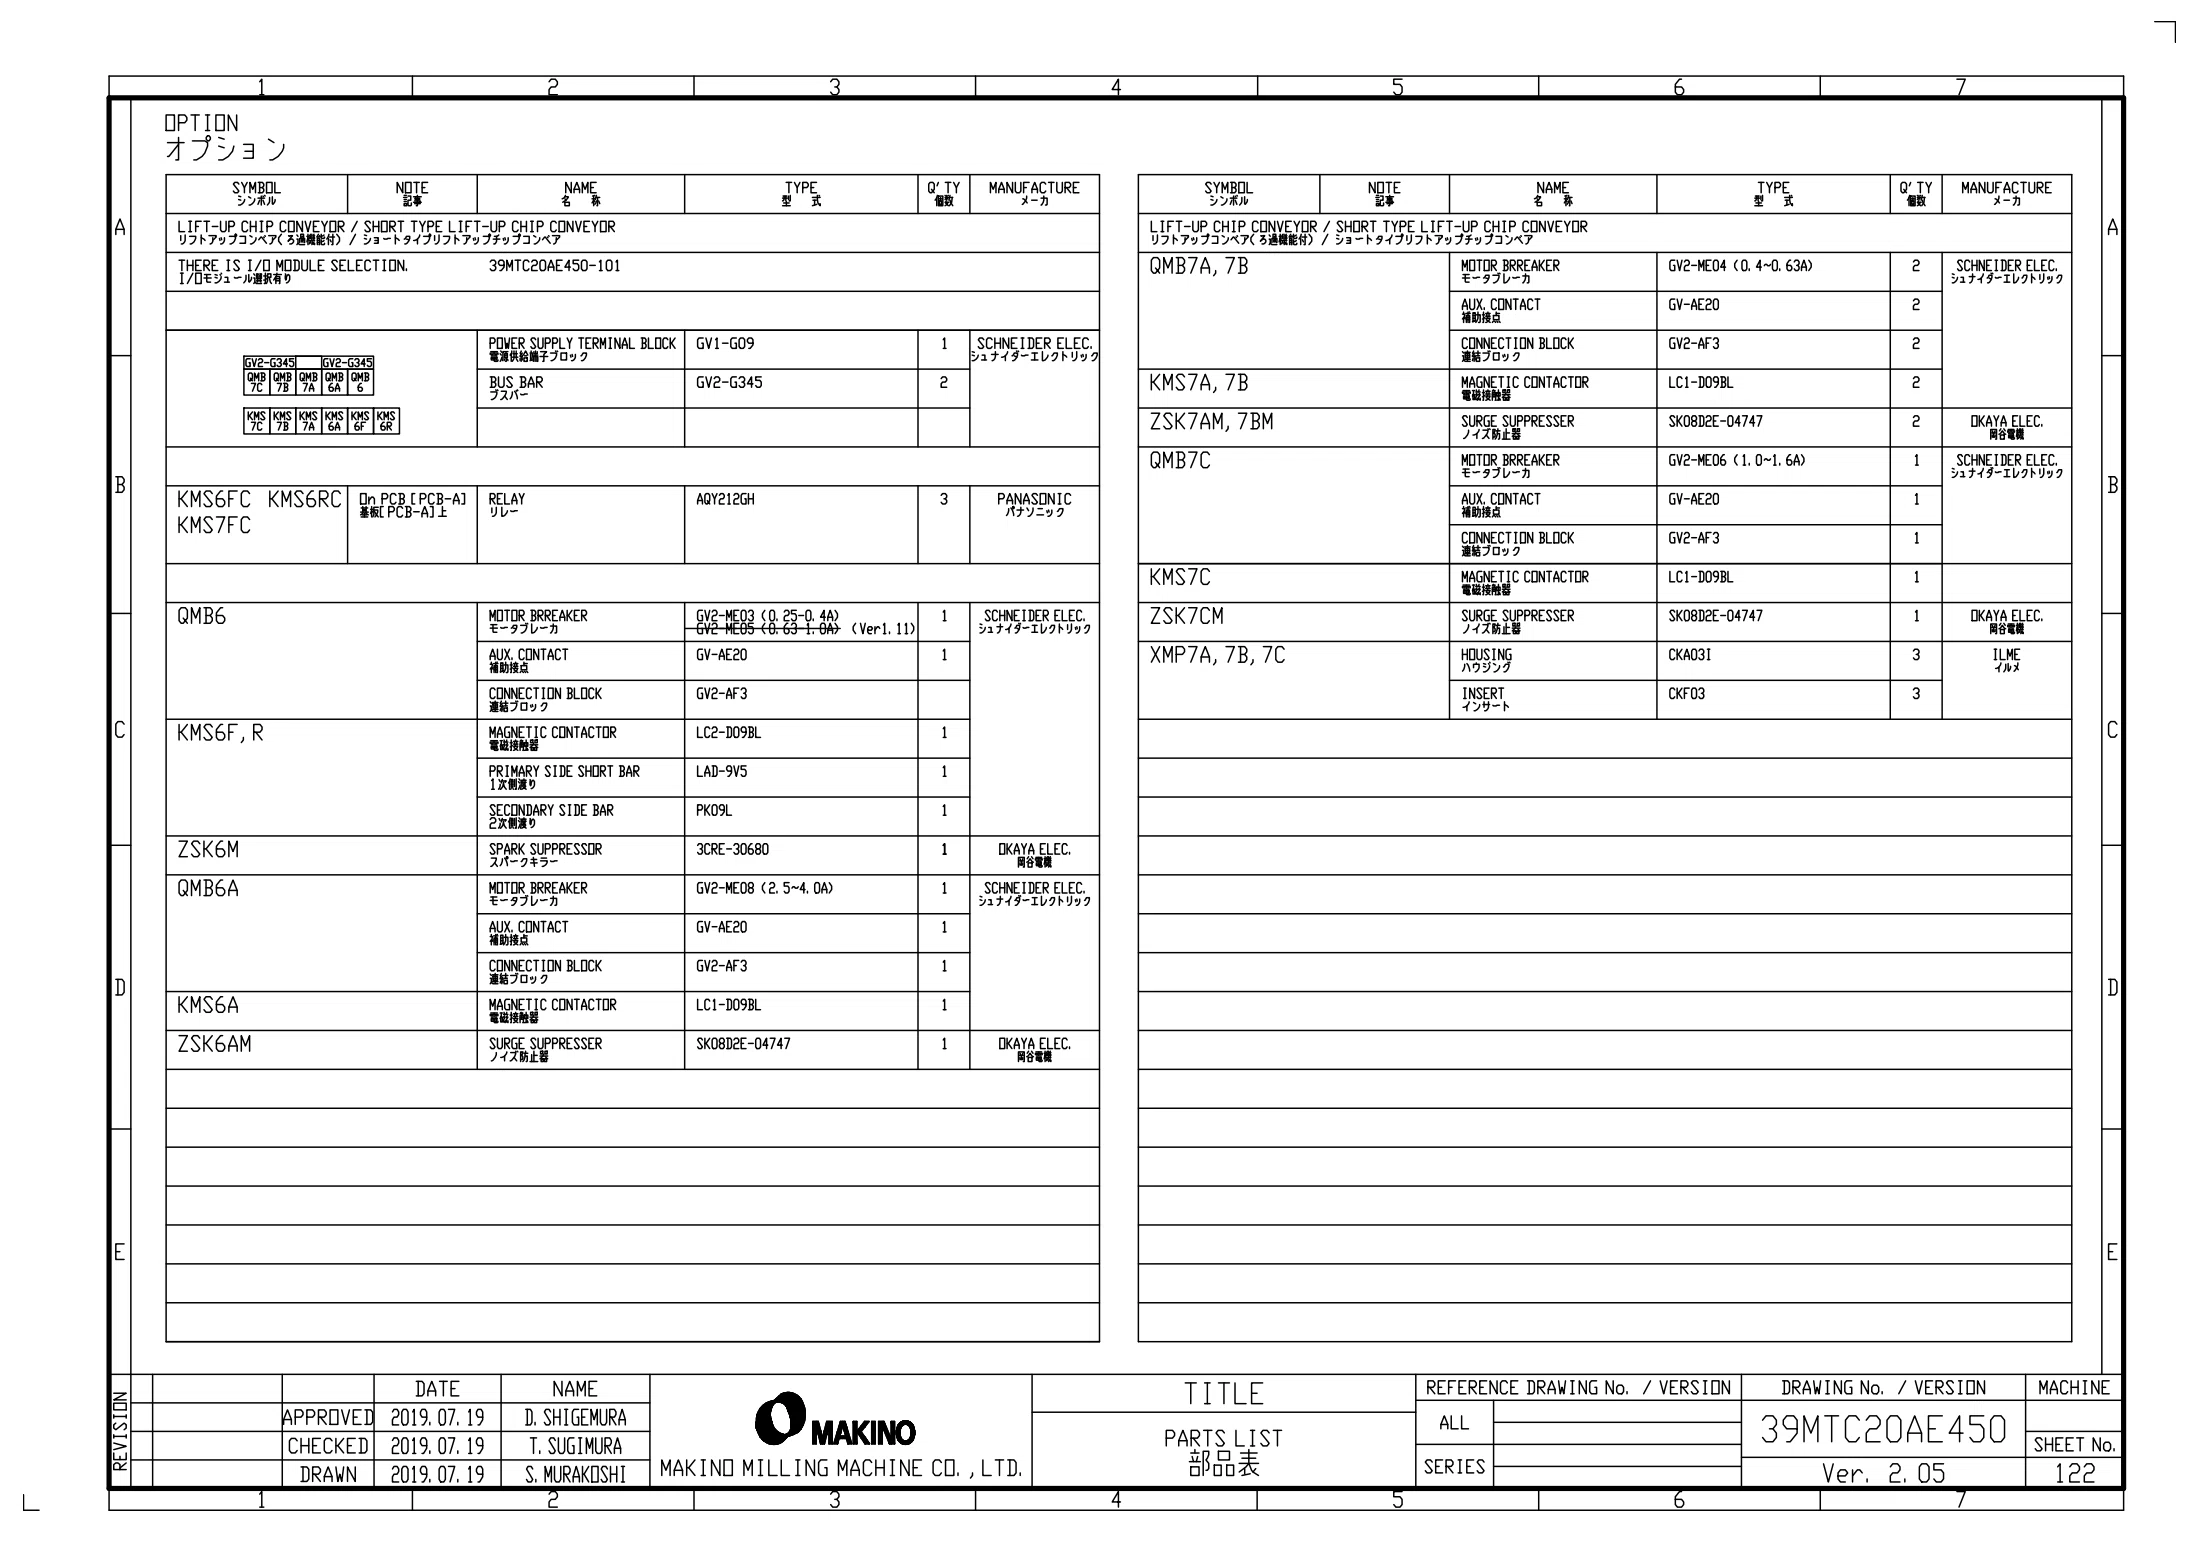 1 2 3 4 5 6 7
OPTION
オプション
SYMBOL NOTE NAME TYPE Q'TY MANUFACTURE
シンボル 記事 名 称 型 式 個数 メーカ
LIFT-UP CHIP CONVEYOR / SHORT TYPE LIFT-UP CHIP CONVEYOR
リフトアップコンベア(ろ過機能付) / ショートタイプリフトアップチップコンベア
THERE IS I/O MODULE SELECTION. 39MTC20AE450-101
I/Oモジュール選択有り
POWER SUPPLY TERMINAL BLOCK GV1-G09 1 SCHNEIDER ELEC.
電源供給端子ブロック シュナイダーエレクトリック
GV2-G345 GV2-G345
QMB QMB QMB QMB QMB
7C 7B 7A 6A 6
BUS BAR GV2-G345 2
ブスバー
KMS KMS KMS KMS KMS KMS
7C 7B 7A 6A 6F 6R
KMS6FC KMS6RC On PCB [PCB-A] RELAY AQY212GH 3 PANASONIC
基板[PCB-A]上 リレー パナソニック
KMS7FC
QMB6 MOTOR BRREAKER GV2-ME03 (0.25-0.4A) 1 SCHNEIDER ELEC.
モータブレーカ GV2-ME05 (0.63-1.0A) (Ver1.11) シュナイダーエレクトリック
AUX. CONTACT GV-AE20 1
補助接点
CONNECTION BLOCK GV2-AF3
連結ブロック
KMS6F, R MAGNETIC CONTACTOR LC2-D09BL 1
電磁接触器
PRIMARY SIDE SHORT BAR LAD-9V5 1
1次側渡り
SECONDARY SIDE BAR PK09L 1
2次側渡り
ZSK6M SPARK SUPPRESSOR 3CRE-30680 1 OKAYA ELEC.
スパークキラー 岡谷電機
QMB6A MOTOR BRREAKER GV2-ME08 (2.5~4.0A) 1 SCHNEIDER ELEC.
モータブレーカ シュナイダーエレクトリック
AUX. CONTACT GV-AE20 1
補助接点
CONNECTION BLOCK GV2-AF3 1
連結ブロック
KMS6A MAGNETIC CONTACTOR LC1-D09BL 1
電磁接触器
ZSK6AM SURGE SUPPRESSER SK08D2E-04747 1 OKAYA ELEC.
ノイズ防止器 岡谷電機
SYMBOL NOTE NAME TYPE Q'TY MANUFACTURE
シンボル 記事 名 称 型 式 個数 メーカ
LIFT-UP CHIP CONVEYOR / SHORT TYPE LIFT-UP CHIP CONVEYOR
リフトアップコンベア(ろ過機能付) / ショートタイプリフトアップチップコンベア
QMB7A, 7B MOTOR BRREAKER GV2-ME04 (0.4~0.63A) 2 SCHNEIDER ELEC.
モータブレーカ シュナイダーエレクトリック
AUX. CONTACT GV-AE20 2
補助接点
CONNECTION BLOCK GV2-AF3 2
連結ブロック
KMS7A, 7B MAGNETIC CONTACTOR LC1-D09BL 2
電磁接触器
ZSK7AM, 7BM SURGE SUPPRESSER SK08D2E-04747 2 OKAYA ELEC.
ノイズ防止器 岡谷電機
QMB7C MOTOR BRREAKER GV2-ME06 (1.0~1.6A) 1 SCHNEIDER ELEC.
モータブレーカ シュナイダーエレクトリック
AUX. CONTACT GV-AE20 1
補助接点
CONNECTION BLOCK GV2-AF3 1
連結ブロック
KMS7C MAGNETIC CONTACTOR LC1-D09BL 1
電磁接触器
ZSK7CM SURGE SUPPRESSER SK08D2E-04747 1 OKAYA ELEC.
ノイズ防止器 岡谷電機
XMP7A, 7B, 7C HOUSING CKA03I 3 ILME
ハウジング イルメ
INSERT CKF03 3
インサート
A A
B B
C C
D D
E E
REVISION
DATE NAME
APPROVED 2019.07.19 D. SHIGEMURA
CHECKED 2019.07.19 T. SUGIMURA
DRAWN 2019.07.19 S. MURAKOSHI
MAKINO
MAKINO MILLING MACHINE CO., LTD.
TITLE
PARTS LIST
部品表
REFERENCE DRAWING No. / VERSION
ALL
SERIES
DRAWING No. / VERSION
39MTC20AE450
Ver. 2.05
MACHINE
SHEET No.
122
1 2 3 4 5 6 7